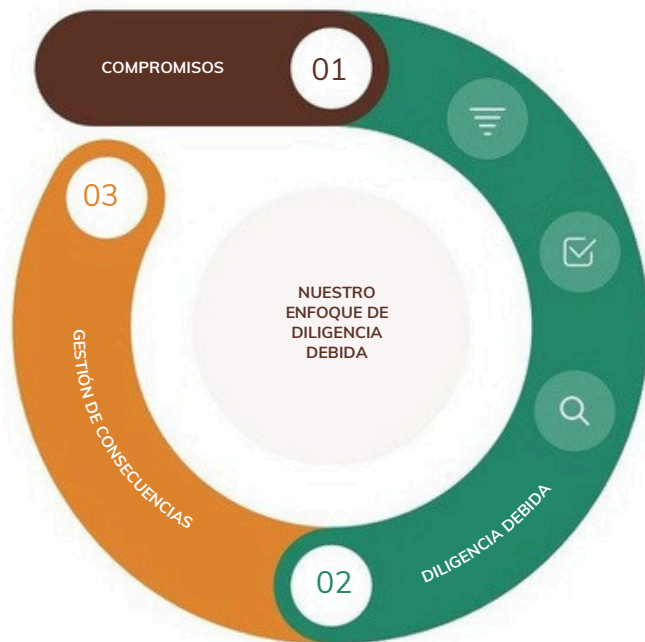 COMPROMISOS
01
03
NUESTRO
ENFOQUE DE
DILIGENCIA
DEBIDA
GESTIÓN DE CONSECUENCIAS
DILIGENCIA DEBIDA
02